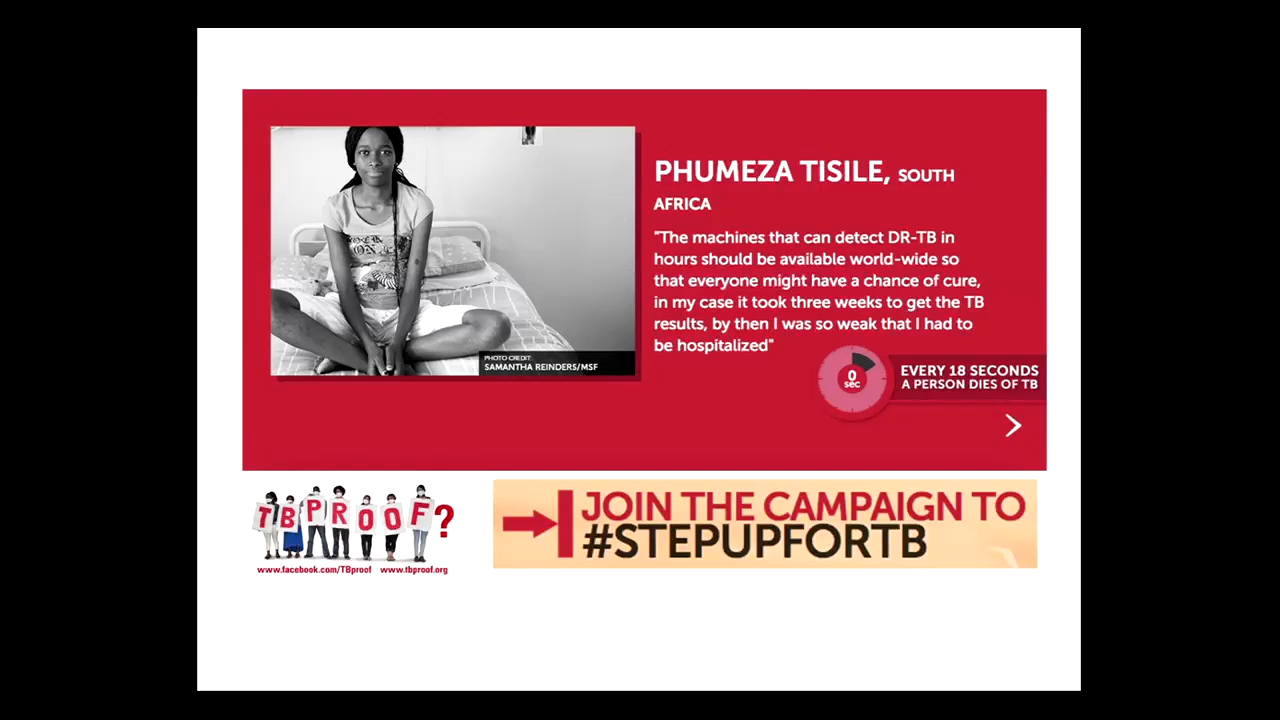 PHUMEZA TISILE, SOUTH
AFRICA
"The machines that can detect DR-TB in
hours should be available world-wide so
that everyone might have a chance of cure,
in my case it took three weeks to get the TB
results, by then I was so weak that I had to
be hospitalized"
PHOTO CREDIT:
SAMANTHA REINDERS/MSF
0
sec
EVERY 18 SECONDS
A PERSON DIES OF TB
TBPROOF?
www.facebook.com/TBproof www.tbproof.org
JOIN THE CAMPAIGN TO
#STEPUPFORTB